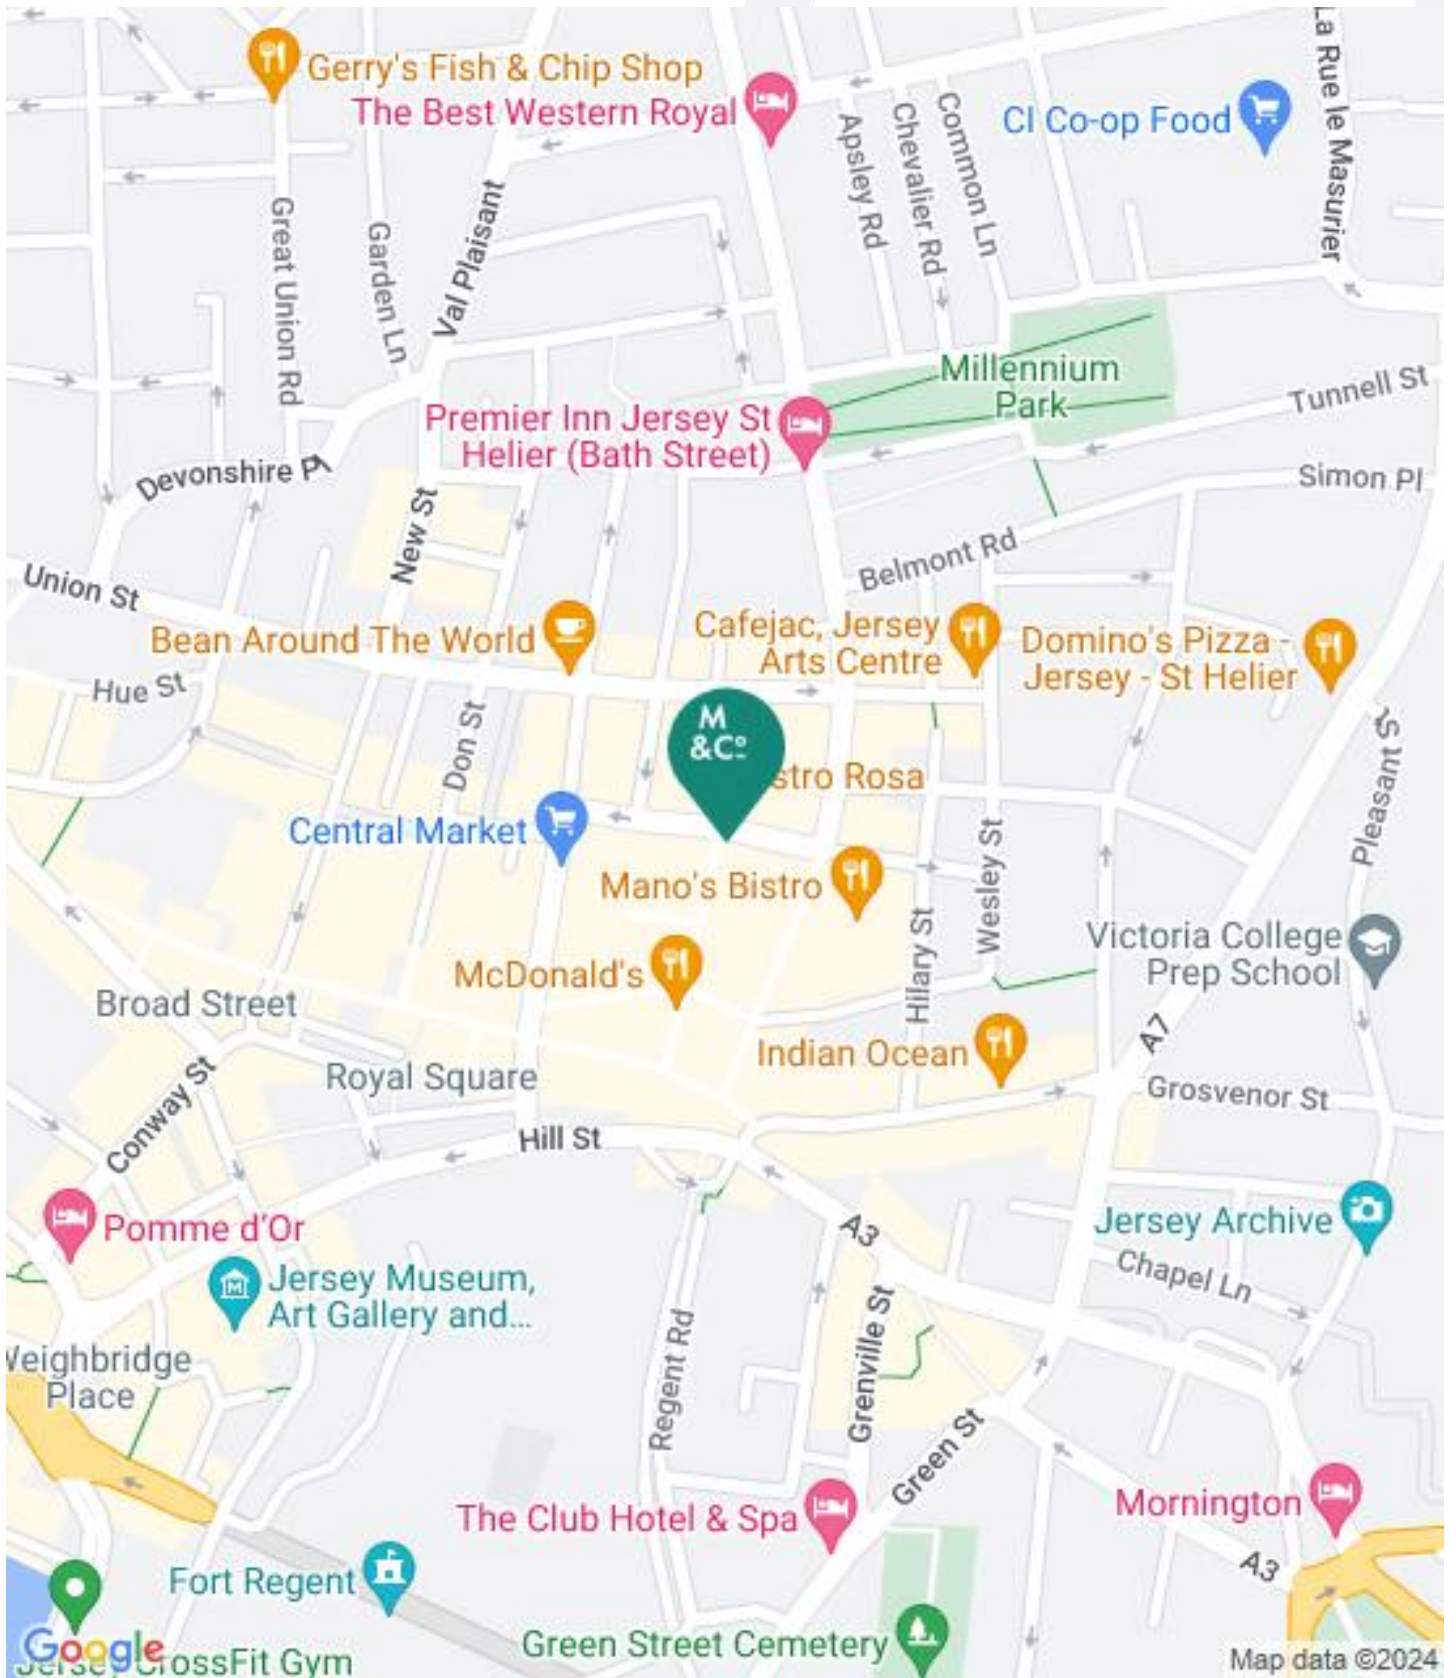 La Rue le Masurier
Gerry's Fish & Chip Shop
The Best Western Royal
CI Co-op Food
Apsley Rd
Chevalier Rd
Common Ln
Great Union Rd
Garden Ln
Val Plaisant
Millennium
Park
Tunnell St
Premier Inn Jersey St
Helier (Bath Street)
Devonshire Pl
Simon Pl
New St
Belmont Rd
Union St
Bean Around The World
Cafejac, Jersey
Arts Centre
Domino's Pizza -
Jersey - St Helier
Hue St
Don St
M
&Co
stro Rosa
Pleasant S
Central Market
Mano's Bistro
Wesley St
Hilary St
Victoria College
Prep School
McDonald's
Broad Street
Indian Ocean
A7
Royal Square
Grosvenor St
Conway St
Hill St
Pomme d'Or
A3
Jersey Archive
Chapel Ln
Jersey Museum,
Art Gallery and...
Weighbridge
Place
Regent Rd
Grenville St
Green St
The Club Hotel & Spa
Mornington
Fort Regent
A3
Green Street Cemetery
Google
Jersey CrossFit Gym
Map data ©2024